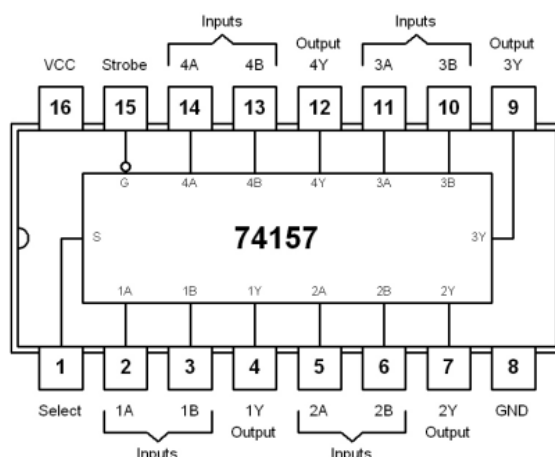 Inputs Inputs
Output Output
VCC Strobe 4A 4B 4Y 3A 3B 3Y
16 15 14 13 12 11 10 9
G 4A 4B 4Y 3A 3B
S 74157 3Y
1A 1B 1Y 2A 2B 2Y
1 2 3 4 5 6 7 8
Select 1A 1B 1Y 2A 2B 2Y GND
Output Output
Inputs Inputs